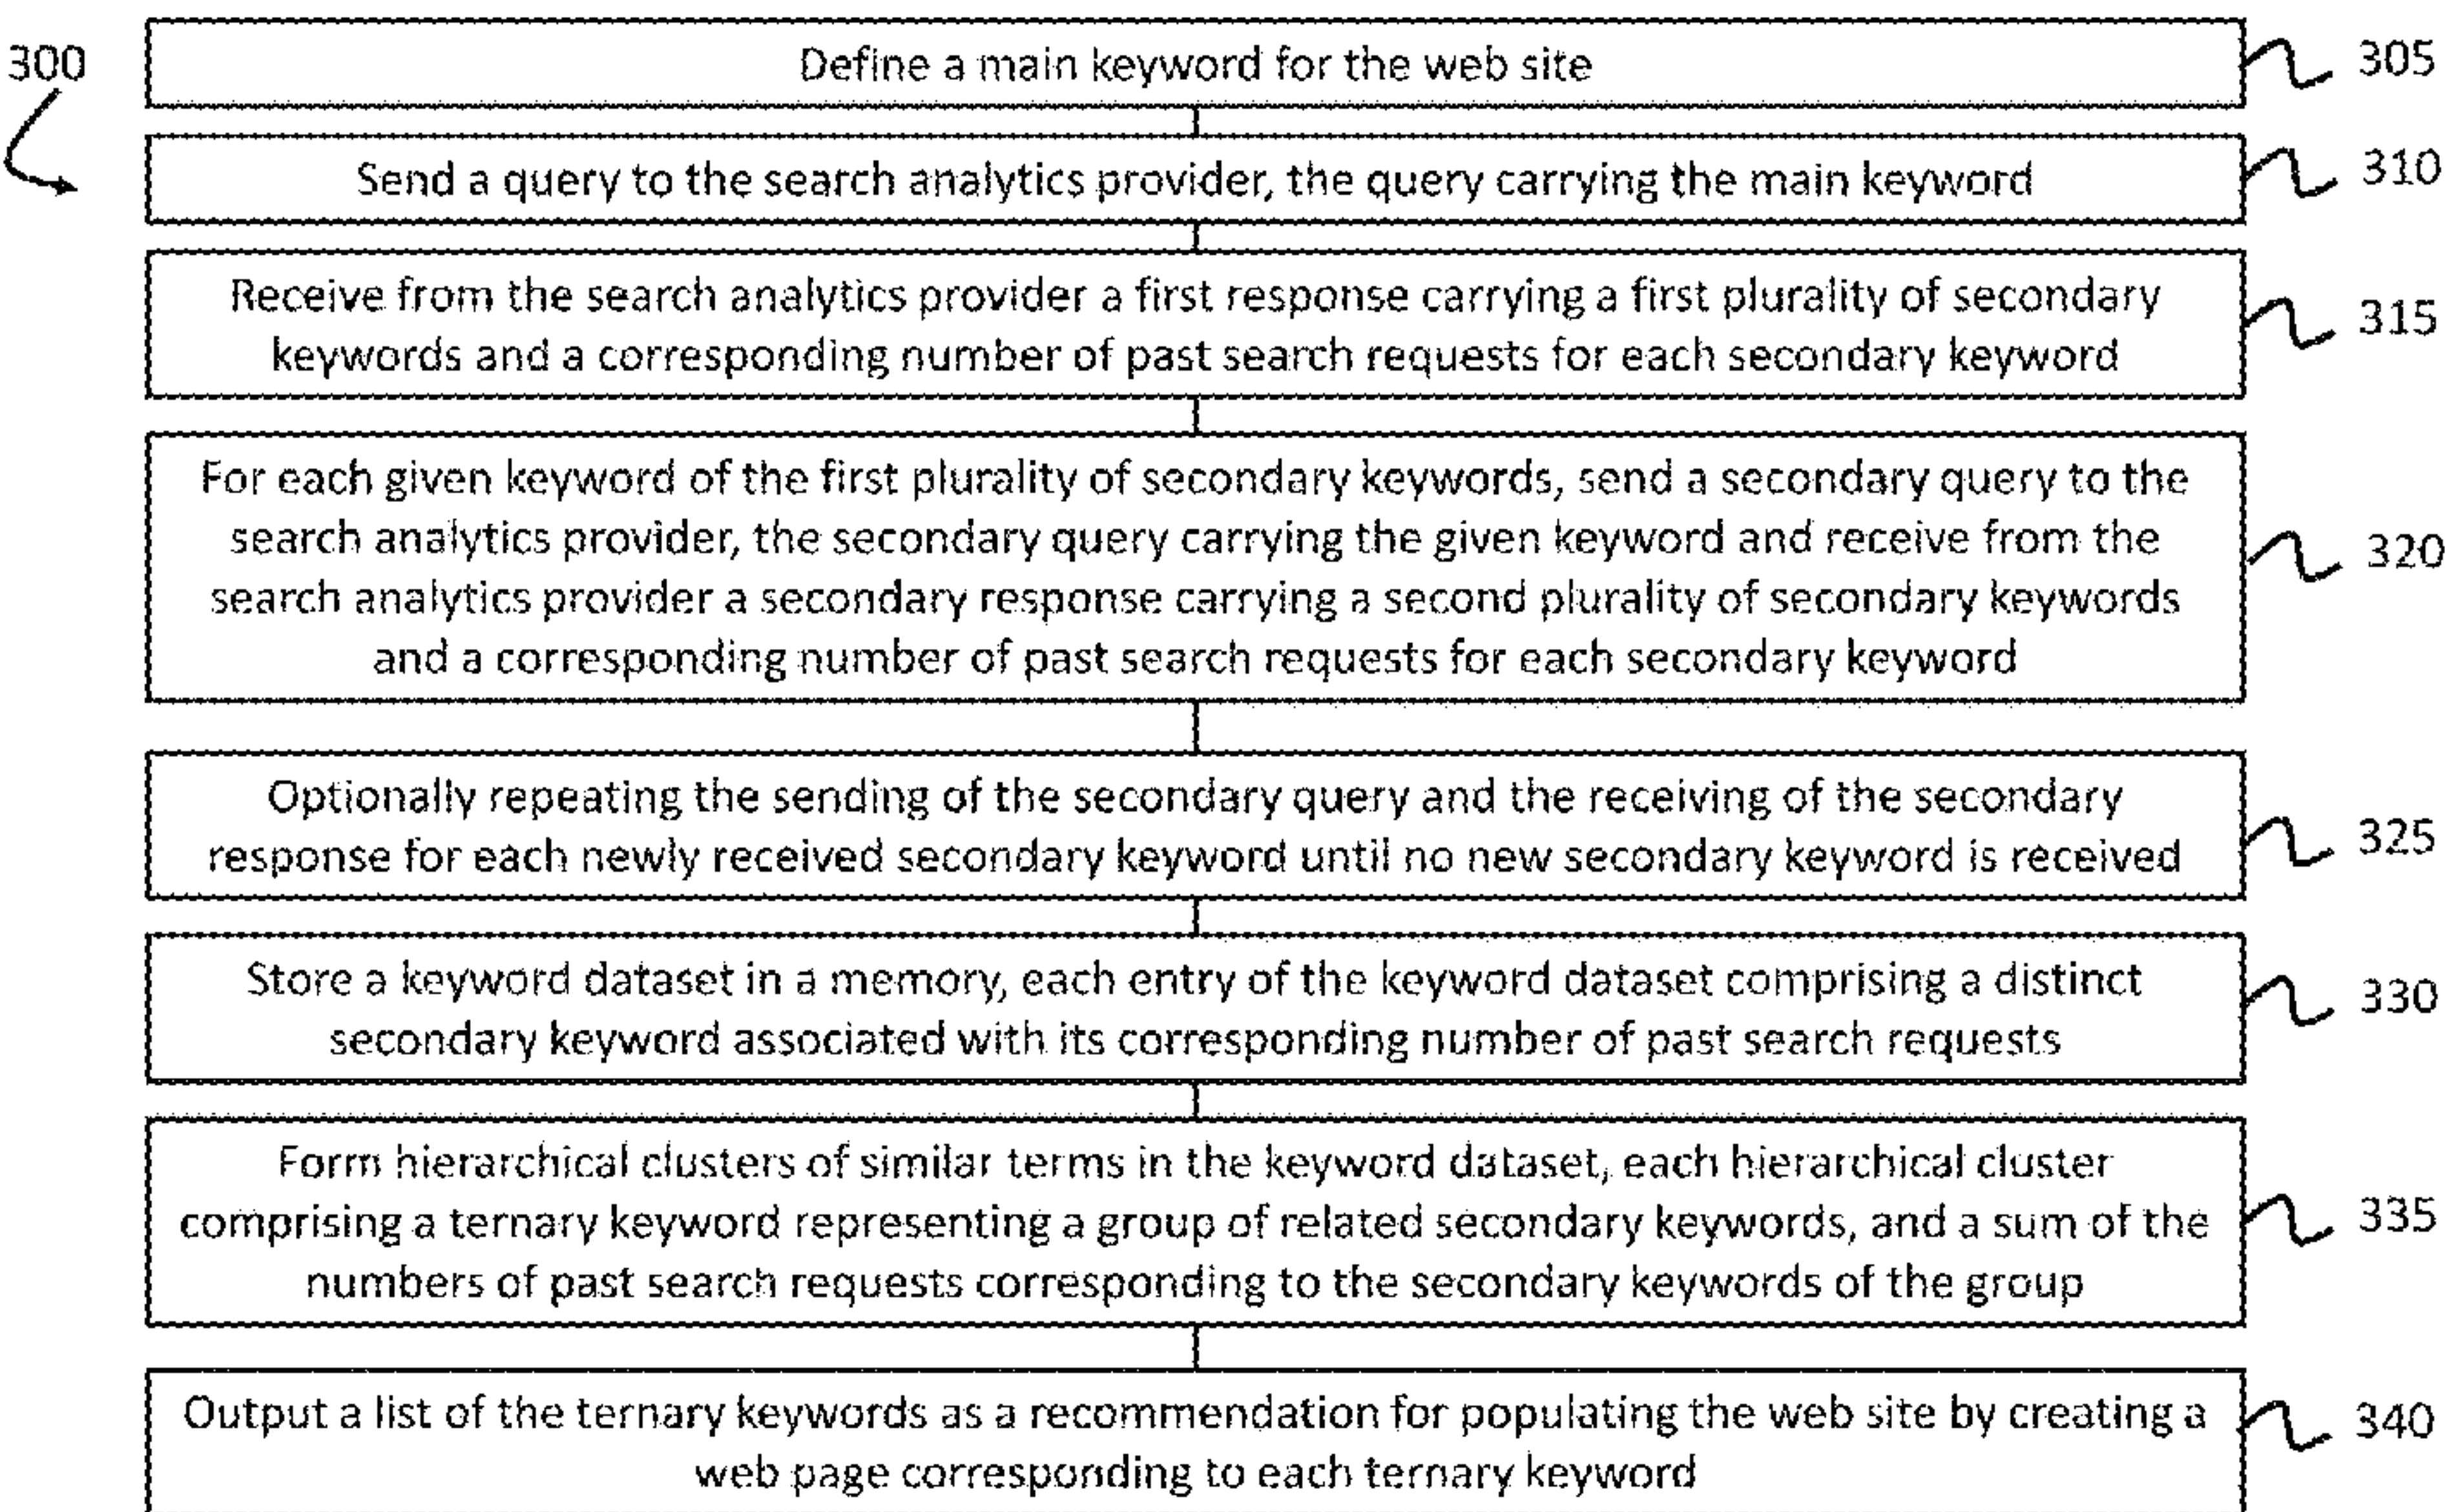 300
Define a main keyword for the web site
305
Send a query to the search analytics provider, the query carrying the main keyword
310
Receive from the search analytics provider a first response carrying a first plurality of secondary
keywords and a corresponding number of past search requests for each secondary keyword
315
For each given keyword of the first plurality of secondary keywords, send a secondary query to the
search analytics provider, the secondary query carrying the given keyword and receive from the
search analytics provider a secondary response carrying a second plurality of secondary keywords
and a corresponding number of past search requests for each secondary keyword
320
Optionally repeating the sending of the secondary query and the receiving of the secondary
response for each newly received secondary keyword until no new secondary keyword is received
325
Store a keyword dataset in a memory, each entry of the keyword dataset comprising a distinct
secondary keyword associated with its corresponding number of past search requests
330
Form hierarchical clusters of similar terms in the keyword dataset, each hierarchical cluster
comprising a ternary keyword representing a group of related secondary keywords, and a sum of the
numbers of past search requests corresponding to the secondary keywords of the group
335
Output a list of the ternary keywords as a recommendation for populating the web site by creating a
web page corresponding to each ternary keyword
340